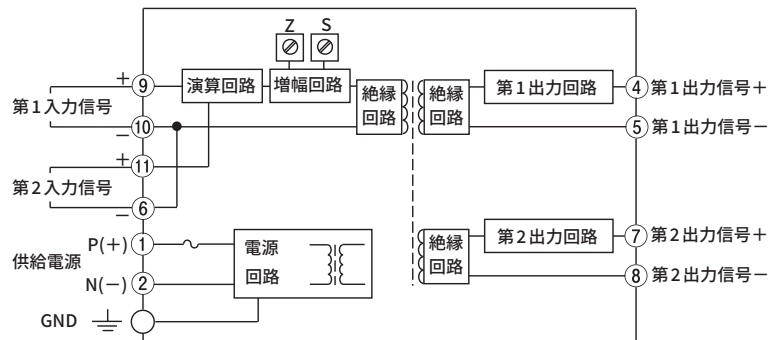 Z S
+ ⑨ 演算回路 増幅回路 絶縁 絶縁 第1出力回路 ④ 第1出力信号+
第1入力信号 回路 回路
− ⑩ ⑤ 第1出力信号−
+ ⑪
第2入力信号
− ⑥
P(+) ① 電源 絶縁 第2出力回路 ⑦ 第2出力信号+
供給電源 回路 回路
N(−) ② ⑧ 第2出力信号−
GND